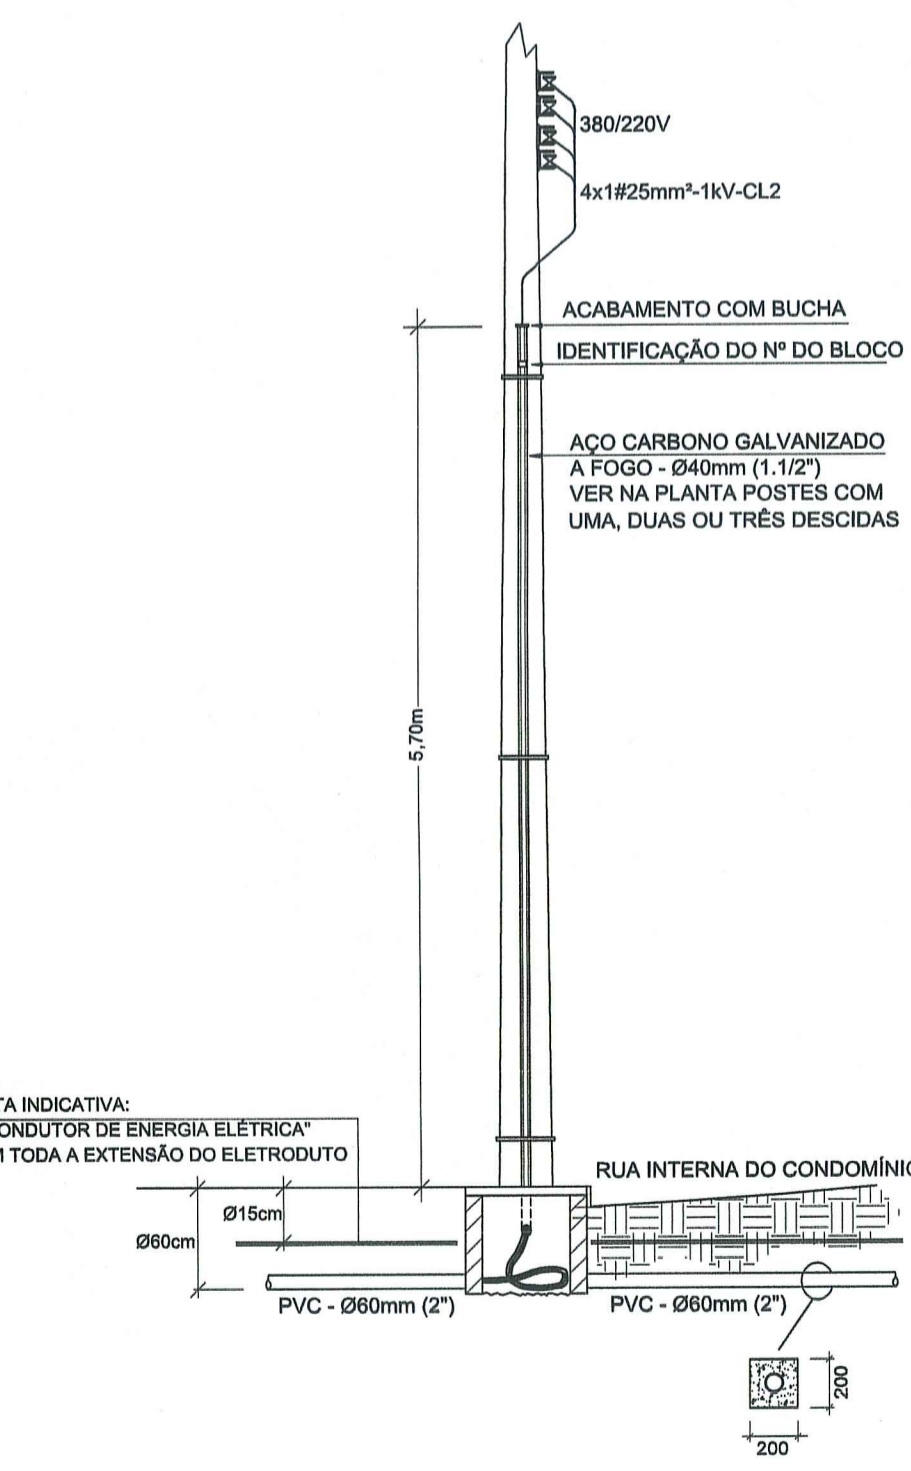 380/220V
4x1#25mm²-1kV-CL2
ACABAMENTO COM BUCHA
IDENTIFICAÇÃO DO Nº DO BLOCO
AÇO CARBONO GALVANIZADO
A FOGO - Ø40mm (1.1/2")
VER NA PLANTA POSTES COM
UMA, DUAS OU TRÊS DESCIDAS
5,70m
TA INDICATIVA:
ONDUTOR DE ENERGIA ELÉTRICA"
M TODA A EXTENSÃO DO ELETRODUTO
RUA INTERNA DO CONDOMÍNIO
Ø15cm
Ø60cm
PVC - Ø60mm (2")
PVC - Ø60mm (2")
200
200